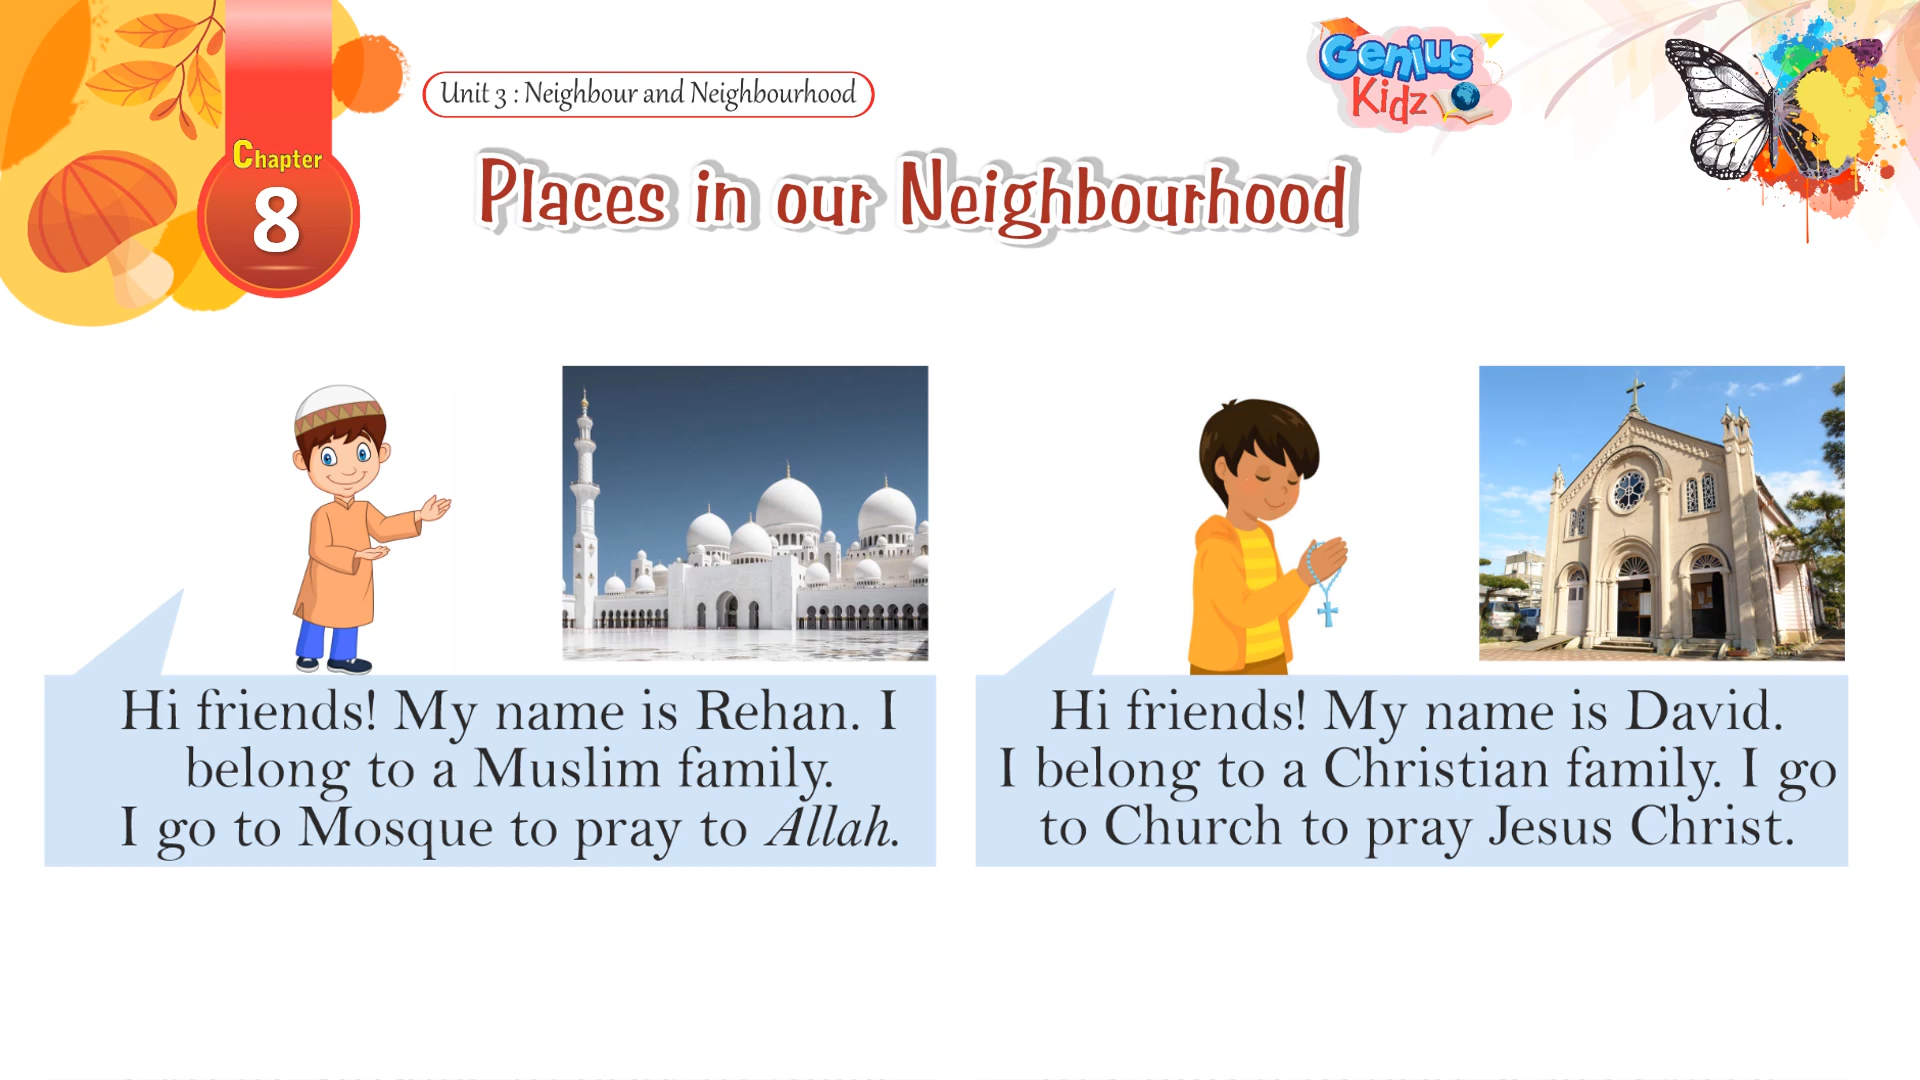 Unit 3 : Neighbour and Neighbourhood
Genius
Kidz
Chapter
8
Places in our Neighbourhood
Hi friends! My name is Rehan. I
belong to a Muslim family.
I go to Mosque to pray to Allah.
Hi friends! My name is David.
I belong to a Christian family. I go
to Church to pray Jesus Christ.